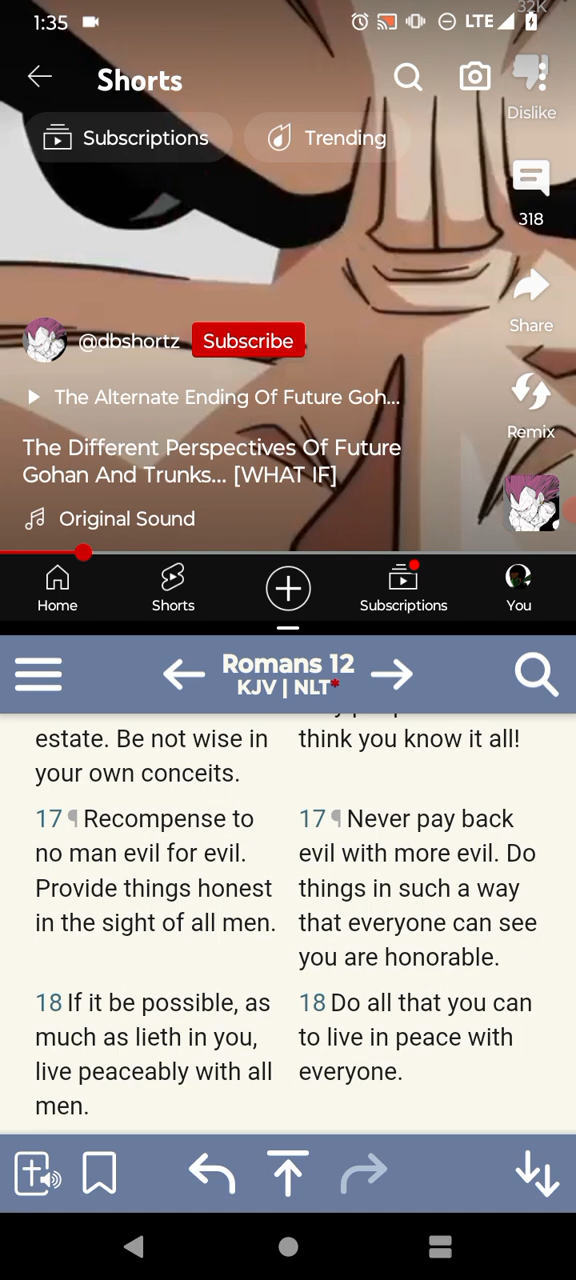 1:35
LTE
32K
Shorts
Dislike
Subscriptions
Trending
318
Share
@dbshortz
Subscribe
The Alternate Ending Of Future Goh...
Remix
The Different Perspectives Of Future
Gohan And Trunks... [WHAT IF]
Original Sound
Home
Shorts
Subscriptions
You
Romans 12
KJV | NLT*
estate. Be not wise in
your own conceits.
17 ¶ Recompense to
no man evil for evil.
Provide things honest
in the sight of all men.
18 If it be possible, as
much as lieth in you,
live peaceably with all
men.
think you know it all!
17 ¶ Never pay back
evil with more evil. Do
things in such a way
that everyone can see
you are honorable.
18 Do all that you can
to live in peace with
everyone.